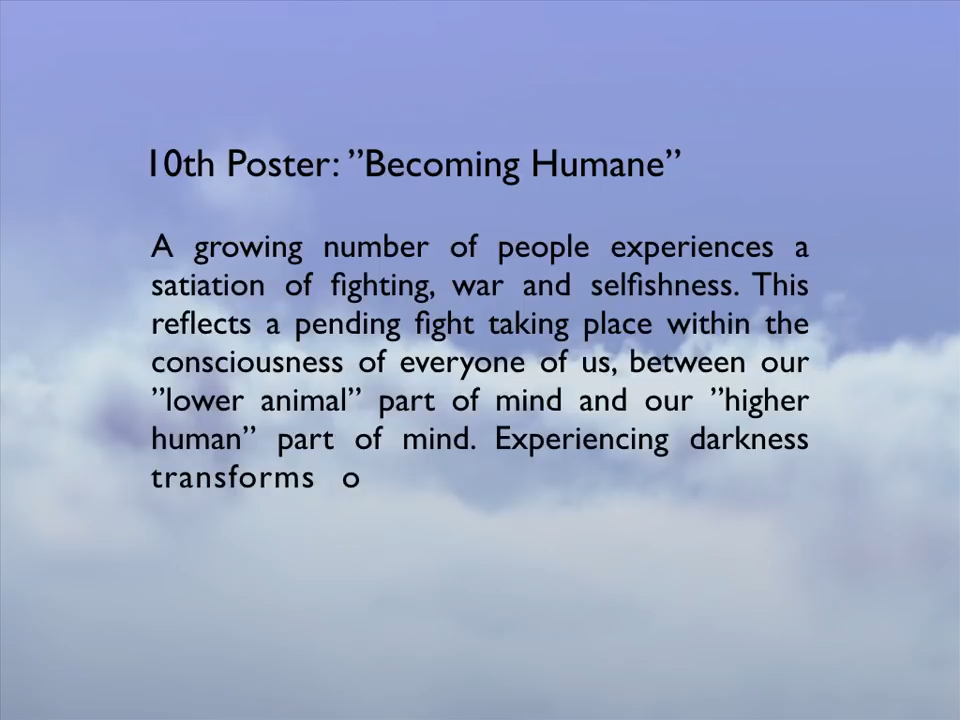 10th Poster: ”Becoming Humane”
A growing number of people experiences a
satiation of fighting, war and selfishness. This
reflects a pending fight taking place within the
consciousness of everyone of us, between our
”lower animal” part of mind and our ”higher
human” part of mind. Experiencing darkness
transforms o